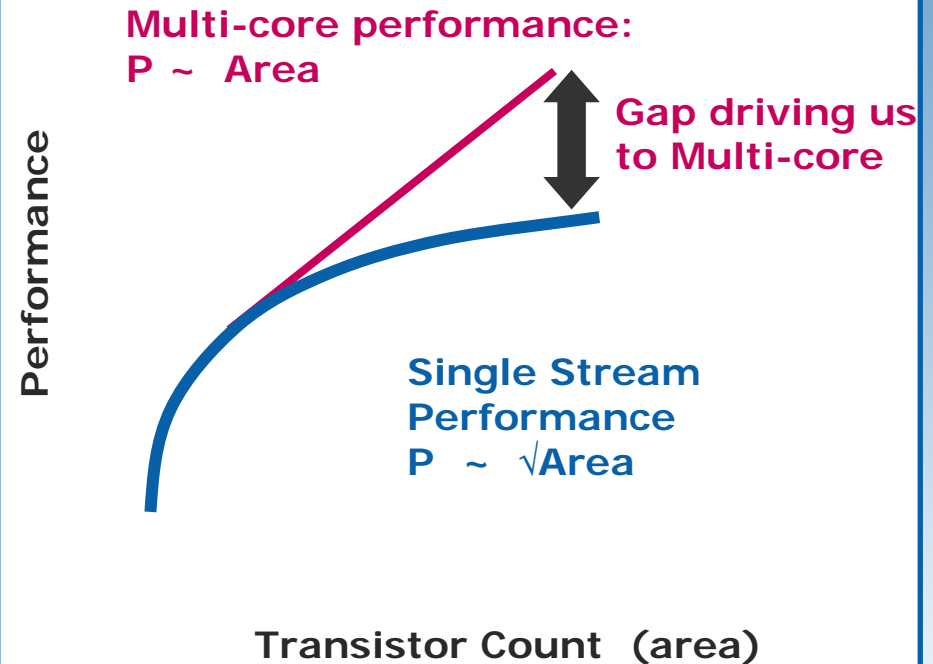 Multi-core performance:
P ~ Area
Gap driving us
to Multi-core
Performance
Single Stream
Performance
P ~ √Area
Transistor Count (area)